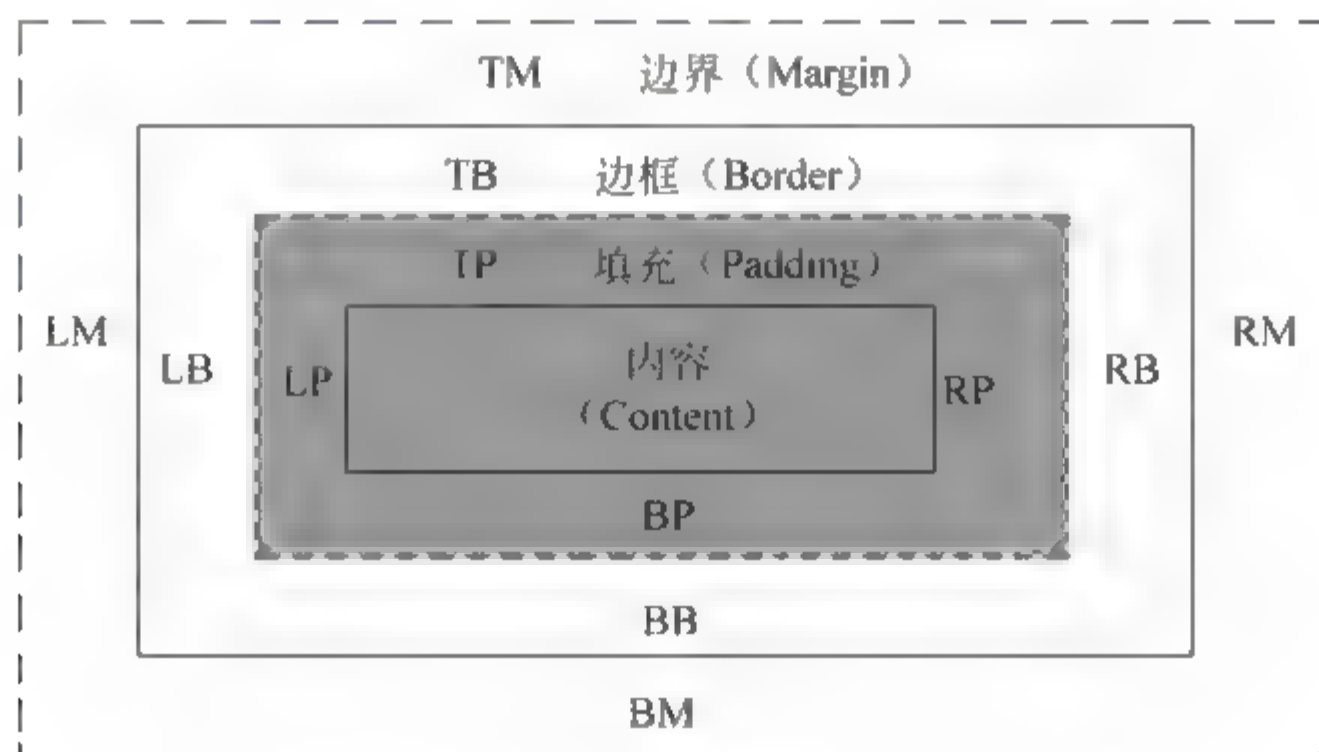 TM 边界（Margin）
TB 边框（Border）
TP 填充（Padding）
LM LB LP 内容 RP RB RM
（Content）
BP
BB
BM